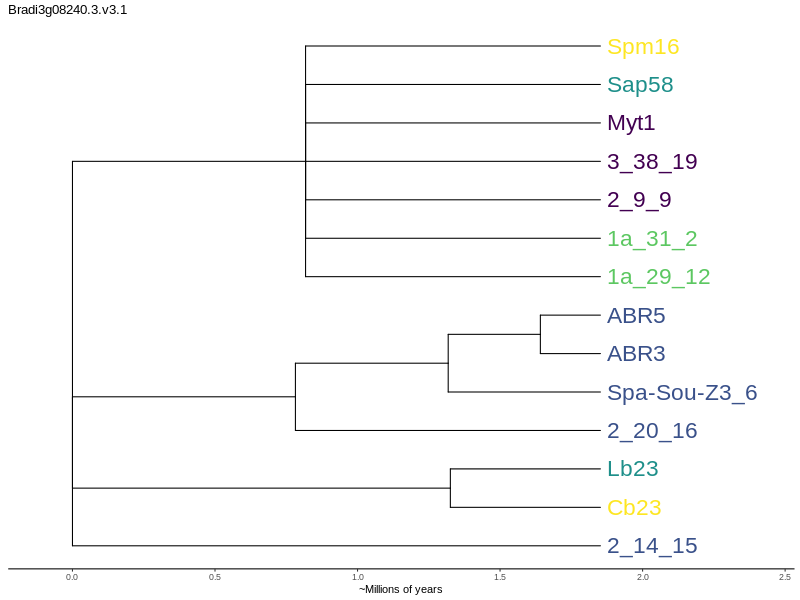 Bradi3g08240.3.v3.1
Spm16
Sap58
Myt1
3_38_19
2_9_9
1a_31_2
1a_29_12
ABR5
ABR3
Spa-Sou-Z3_6
2_20_16
Lb23
Cb23
2_14_15
0.0 0.5 1.0 1.5 2.0 2.5
~Millions of years